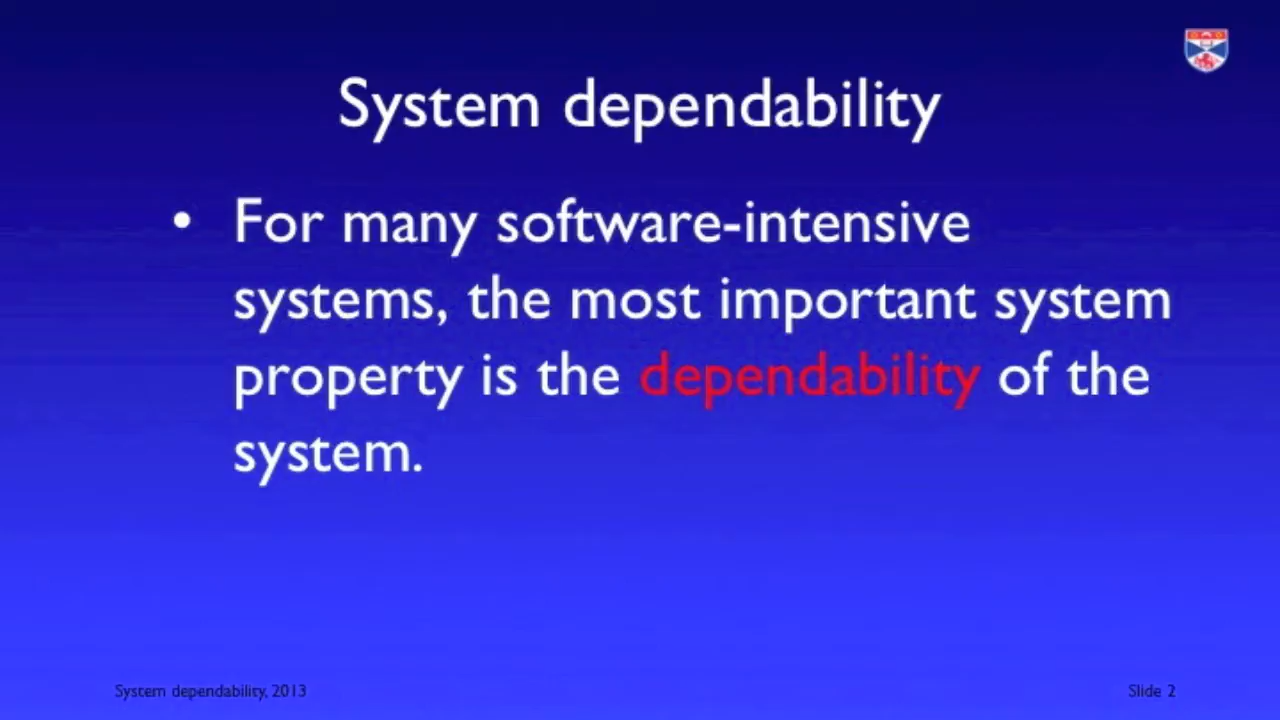 System dependability
• For many software-intensive
systems, the most important system
property is the dependability of the
system.
System dependability, 2013
Slide 2